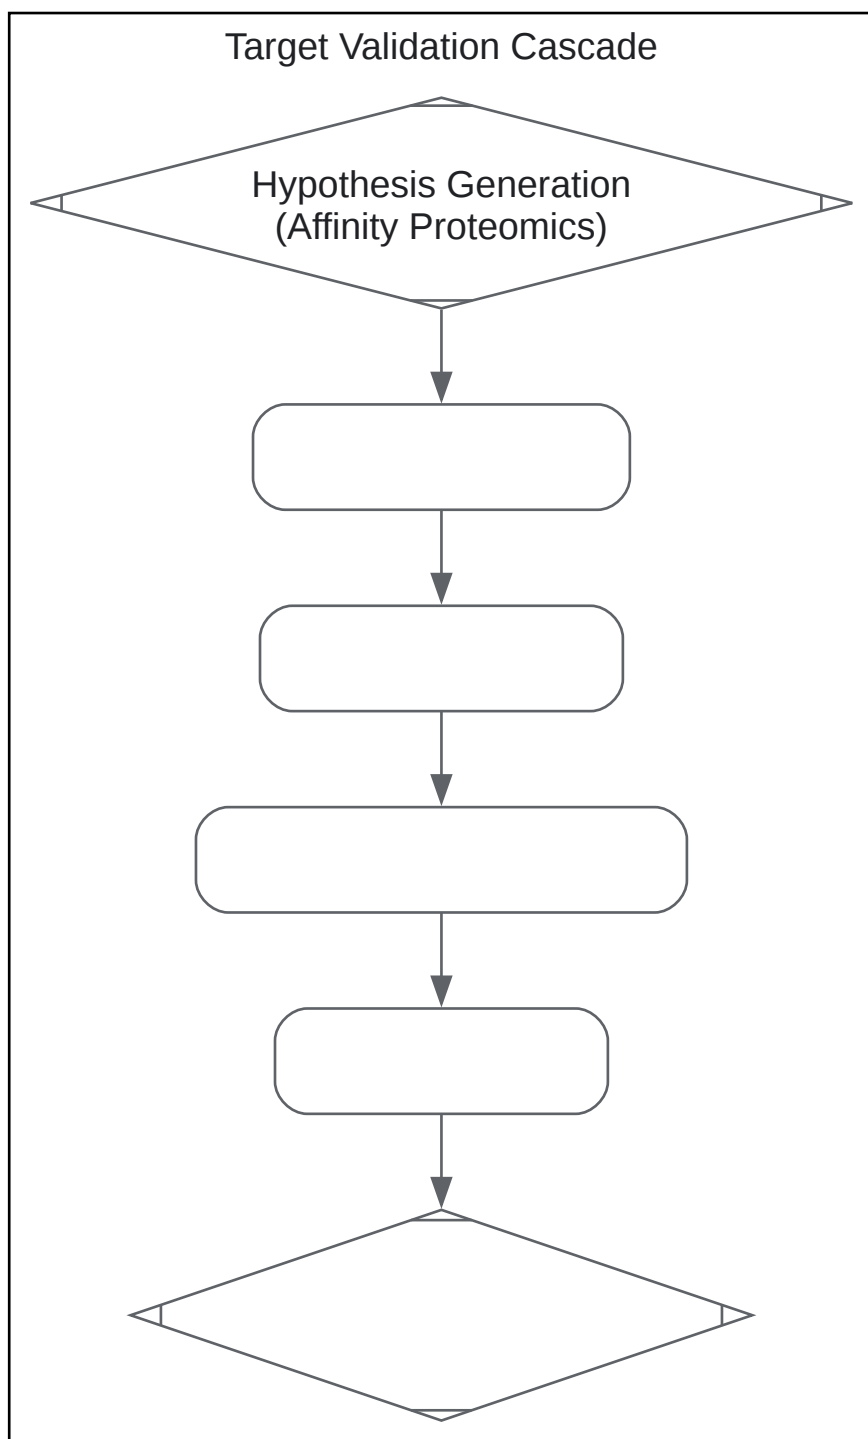 Target Validation Cascade
Hypothesis Generation
(Affinity Proteomics)